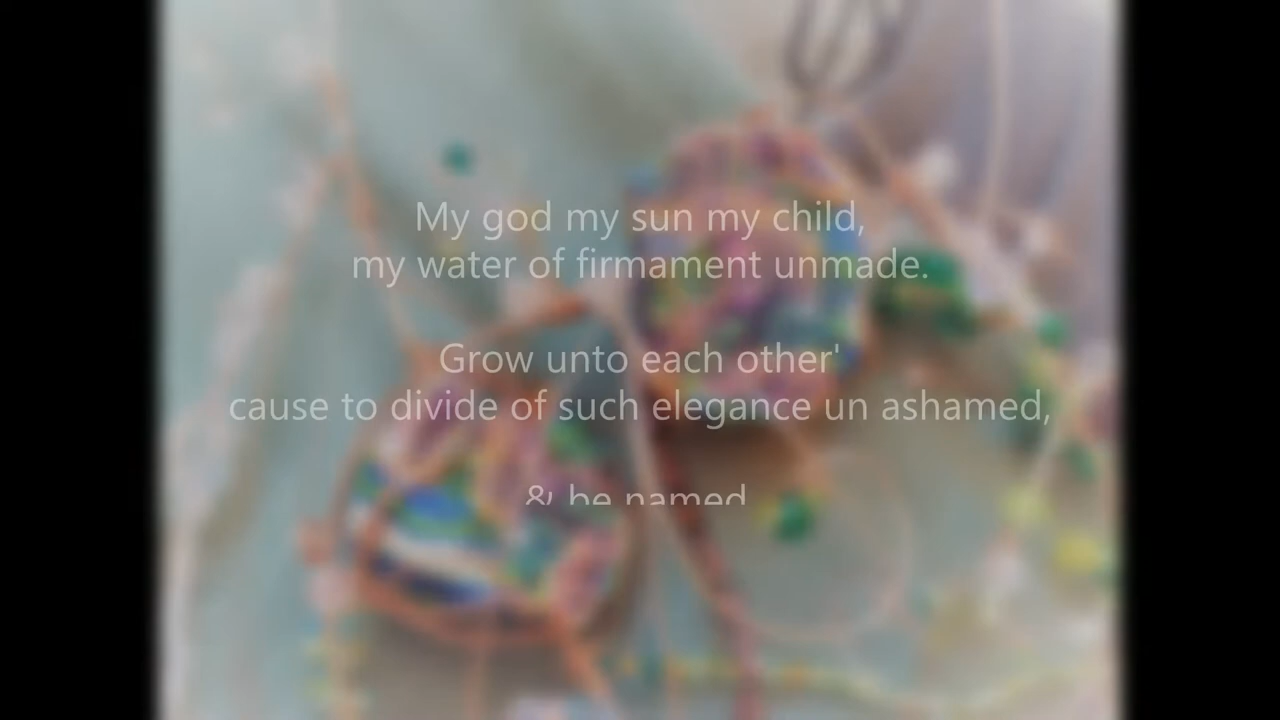 My god my sun my child,
my water of firmament unmade.
Grow unto each other'
cause to divide of such elegance un ashamed,
& be named